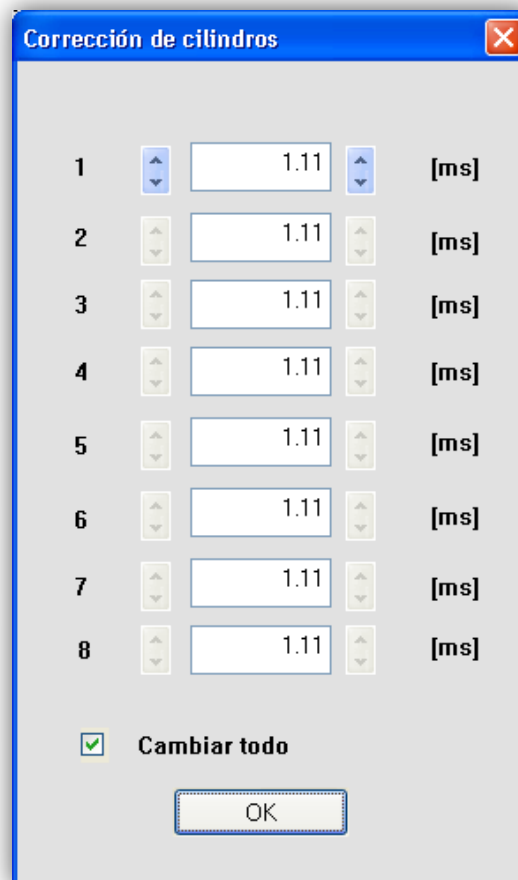 Corrección de cilindros
1 1.11 [ms]
2 1.11 [ms]
3 1.11 [ms]
4 1.11 [ms]
5 1.11 [ms]
6 1.11 [ms]
7 1.11 [ms]
8 1.11 [ms]
Cambiar todo
OK